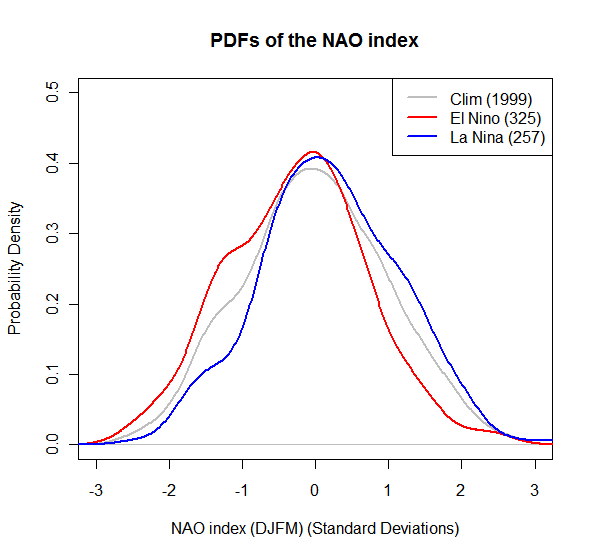 PDFs of the NAO index
Clim (1999)
El Nino (325)
La Nina (257)
Probability Density
0.5
0.4
0.3
0.2
0.1
0.0
-3 -2 -1 0 1 2 3
NAO index (DJFM) (Standard Deviations)